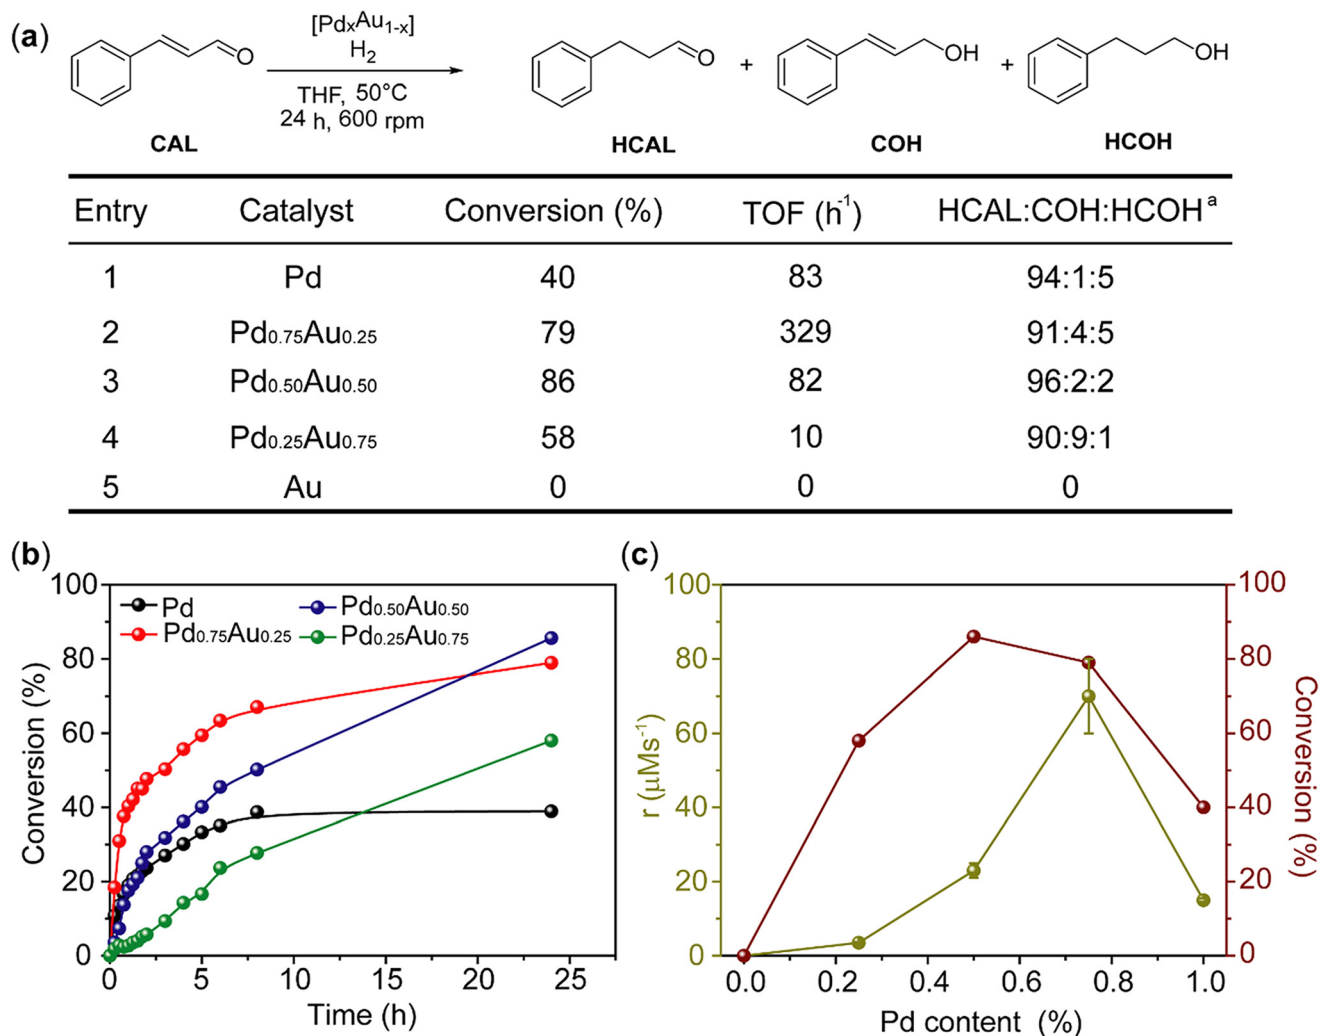 (a)
[PdxAu1-x]
H2
THF, 50°C
24 h, 600 rpm
O
O
+
OH
+
OH
CAL
HCAL
COH
HCOH
Entry Catalyst Conversion (%) TOF (h-1) HCAL:COH:HCOH a
1 Pd 40 83 94:1:5
2 Pd0.75Au0.25 79 329 91:4:5
3 Pd0.50Au0.50 86 82 96:2:2
4 Pd0.25Au0.75 58 10 90:9:1
5 Au 0 0 0
(b)
100
80
60
40
20
0
Conversion (%)
Pd
Pd0.75Au0.25
Pd0.50Au0.50
Pd0.25Au0.75
0 5 10 15 20 25
Time (h)
(c)
100
80
60
40
20
0
r (μMs-1)
100
80
60
40
20
0
Conversion (%)
0.0 0.2 0.4 0.6 0.8 1.0
Pd content (%)